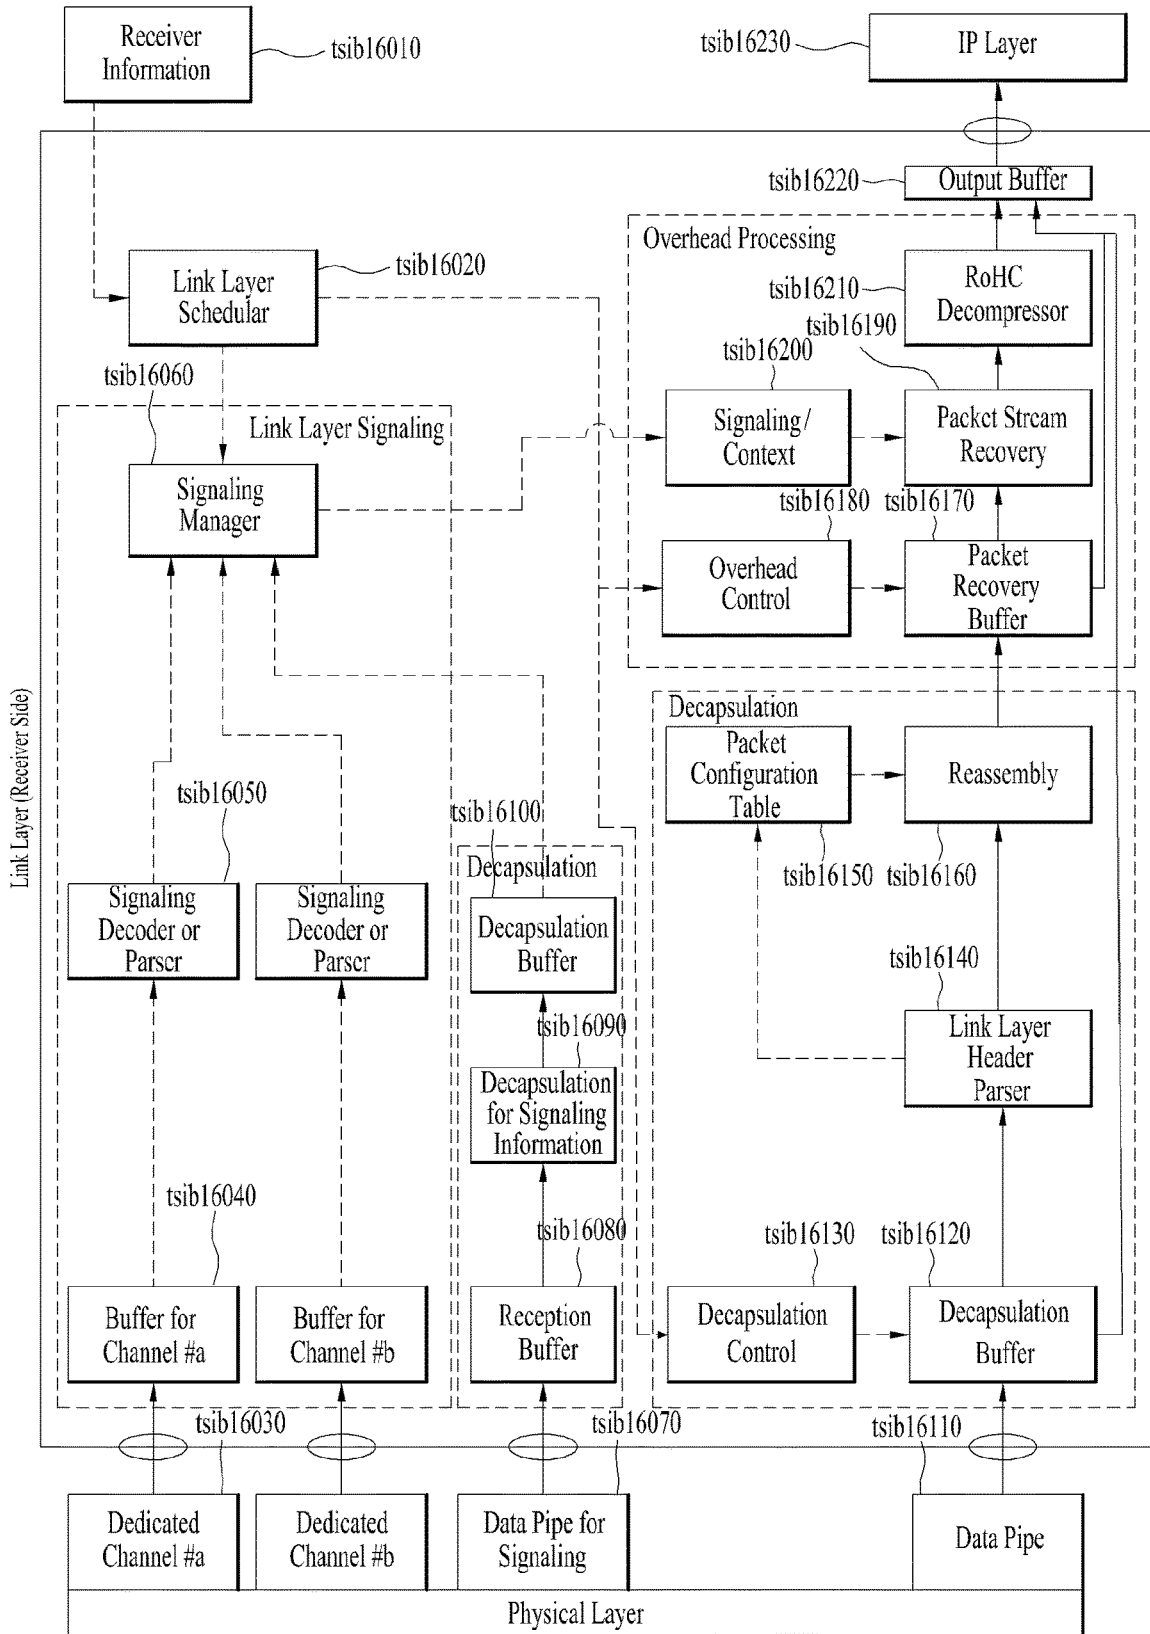 Receiver
Information
tsib16010
tsib16230
IP Layer
tsib16220
Output Buffer
Overhead Processing
Link Layer
Schedular
tsib16020
tsib16210
RoHC
Decompressor
tsib16190
tsib16200
tsib16060
Link Layer Signaling
Signaling /
Context
Packet Stream
Recovery
Signaling
Manager
tsib16180
tsib16170
Overhead
Control
Packet
Recovery
Buffer
Link Layer (Receiver Side)
Decapsulation
Packet
Configuration
Table
Reassembly
tsib16050
tsib16100
tsib16150
tsib16160
Decapsulation
Signaling
Decoder or
Parser
Signaling
Decoder or
Parser
Decapsulation
Buffer
tsib16140
tsib16090
Link Layer
Header
Parser
Decapsulation
for Signaling
Information
tsib16040
tsib16080
tsib16130
tsib16120
Buffer for
Channel #a
Buffer for
Channel #b
Reception
Buffer
Decapsulation
Control
Decapsulation
Buffer
tsib16030
tsib16070
tsib16110
Dedicated
Channel #a
Dedicated
Channel #b
Data Pipe for
Signaling
Data Pipe
Physical Layer